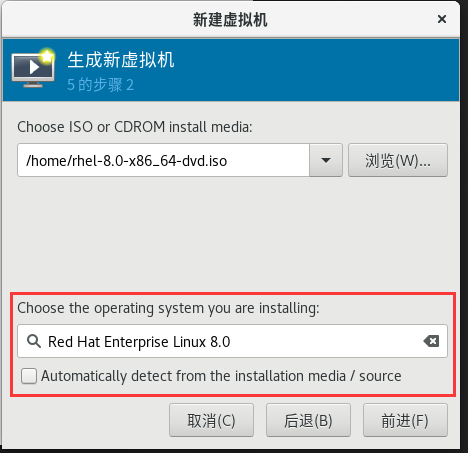 新建虚拟机
生成新虚拟机
5 的步骤 2
Choose ISO or CDROM install media:
/home/rhel-8.0-x86_64-dvd.iso
浏览(W)...
Choose the operating system you are installing:
Red Hat Enterprise Linux 8.0
Automatically detect from the installation media / source
取消(C)
后退(B)
前进(F)